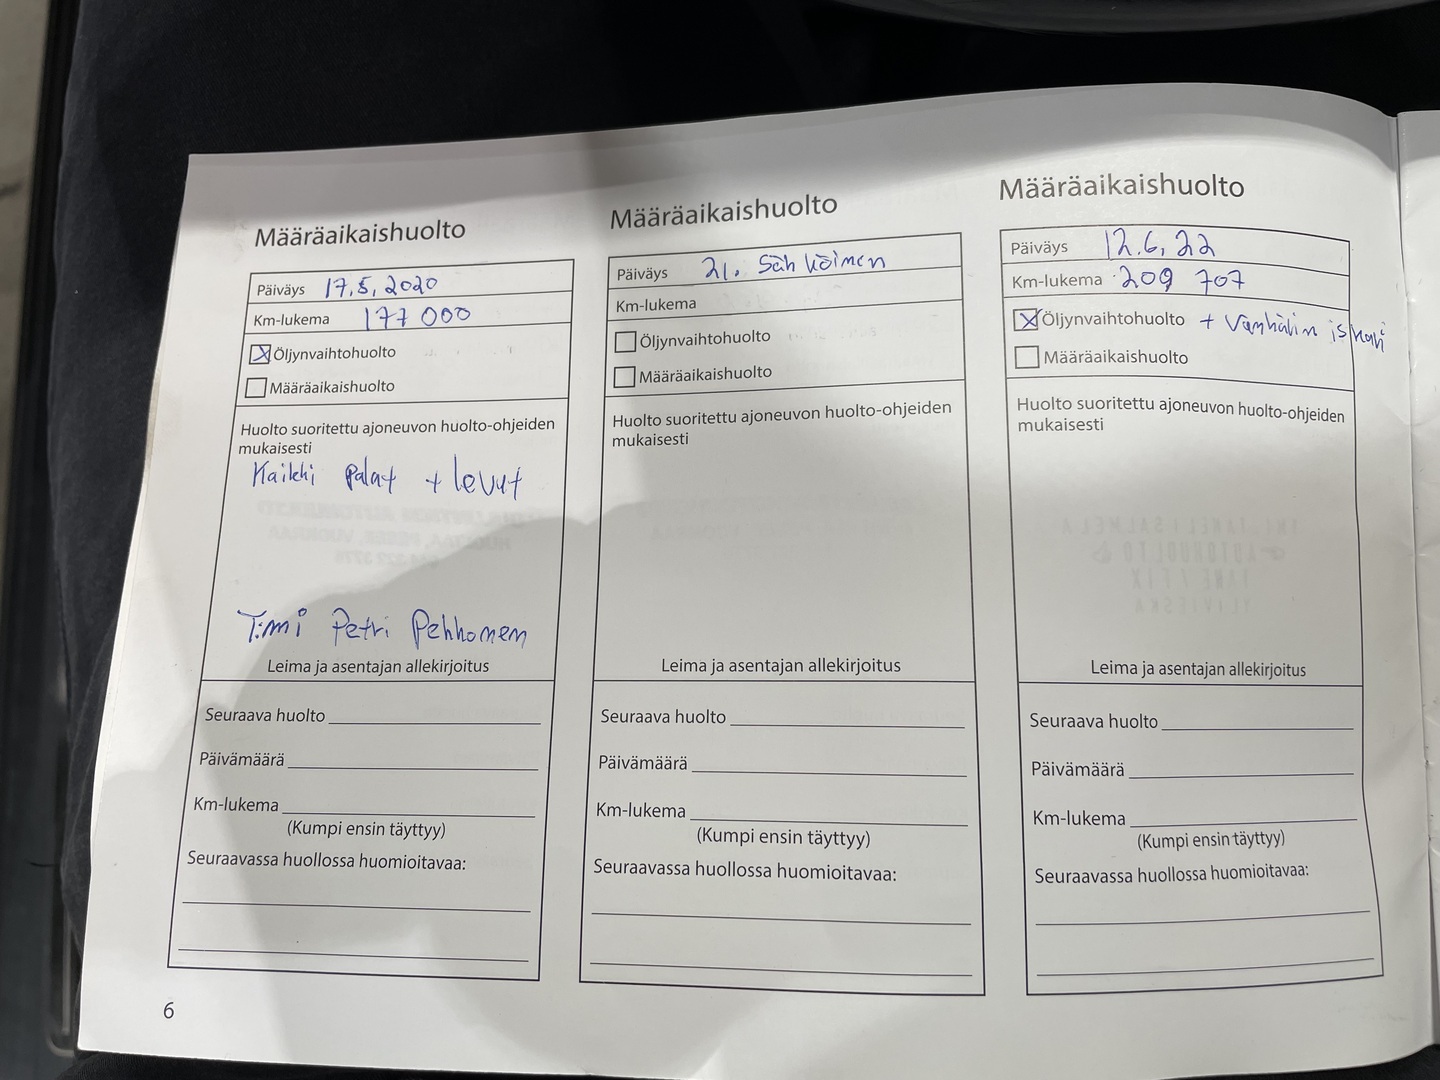 Määräaikaishuolto
Päiväys 17.5.2020
Km-lukema 177 000
Öljynvaihtohuolto
Määräaikaishuolto
Huolto suoritettu ajoneuvon huolto-ohjeiden
mukaisesti
Kaikki palat + levyt
T:mi Petri Pehkonen
Leima ja asentajan allekirjoitus
Seuraava huolto
Päivämäärä
Km-lukema
(Kumpi ensin täyttyy)
Seuraavassa huollossa huomioitavaa:
6
Määräaikaishuolto
Päiväys 21. Sähköinen
Km-lukema
Öljynvaihtohuolto
Määräaikaishuolto
Huolto suoritettu ajoneuvon huolto-ohjeiden
mukaisesti
Leima ja asentajan allekirjoitus
Seuraava huolto
Päivämäärä
Km-lukema
(Kumpi ensin täyttyy)
Seuraavassa huollossa huomioitavaa:
Määräaikaishuolto
Päiväys 12.6.22
Km-lukema 209 707
Öljynvaihtohuolto +
Määräaikaishuolto
Huolto suoritettu ajoneuvon huolto-ohjeiden
mukaisesti
Leima ja asentajan allekirjoitus
Seuraava huolto
Päivämäärä
Km-lukema
(Kumpi ensin täyttyy)
Seuraavassa huollossa huomioitavaa: